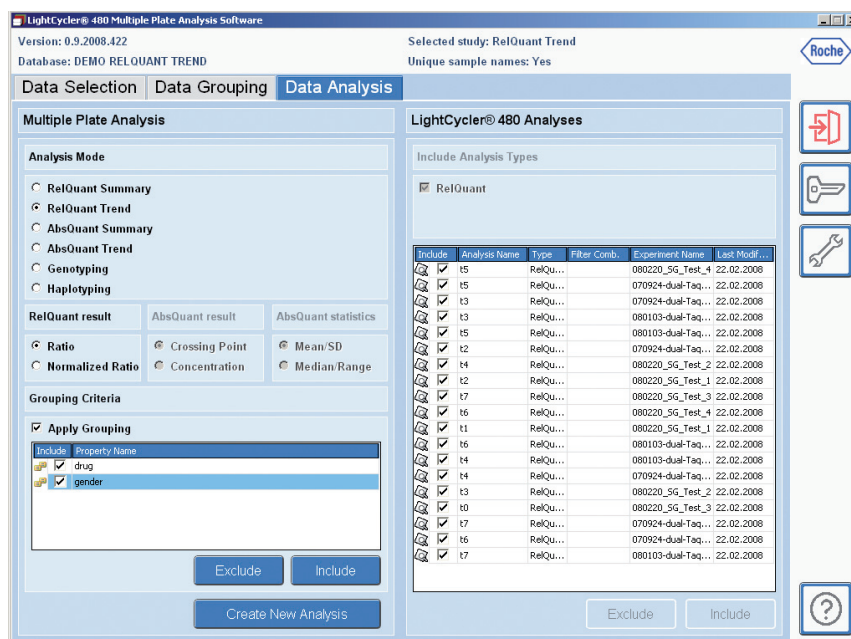 LightCycler® 480 Multiple Plate Analysis Software
Version: 0.9.2008.422
Database: DEMO RELQUANT TREND
Selected study: RelQuant Trend
Unique sample names: Yes
Roche
Data Selection Data Grouping Data Analysis
Multiple Plate Analysis
Analysis Mode
RelQuant Summary
RelQuant Trend
AbsQuant Summary
AbsQuant Trend
Genotyping
Haplotyping
RelQuant result AbsQuant result AbsQuant statistics
Ratio Crossing Point Mean/SD
Normalized Ratio Concentration Median/Range
Grouping Criteria
Apply Grouping
Include Property Name
drug
gender
Exclude Include
Create New Analysis
LightCycler® 480 Analyses
Include Analysis Types
RelQuant
Include Analysis Name Type Filter Comb. Experiment Name Last Modif...
t5 RelQu... 080220_SG_Test_4 22.02.2008
t5 RelQu... 070924-dual-Taq... 22.02.2008
t3 RelQu... 070924-dual-Taq... 22.02.2008
t3 RelQu... 080103-dual-Taq... 22.02.2008
t5 RelQu... 080103-dual-Taq... 22.02.2008
t2 RelQu... 070924-dual-Taq... 22.02.2008
t4 RelQu... 080220_SG_Test_2 22.02.2008
t2 RelQu... 080220_SG_Test_1 22.02.2008
t7 RelQu... 080220_SG_Test_3 22.02.2008
t6 RelQu... 080220_SG_Test_4 22.02.2008
t1 RelQu... 080220_SG_Test_1 22.02.2008
t6 RelQu... 080103-dual-Taq... 22.02.2008
t4 RelQu... 080103-dual-Taq... 22.02.2008
t4 RelQu... 070924-dual-Taq... 22.02.2008
t3 RelQu... 080220_SG_Test_2 22.02.2008
t0 RelQu... 080220_SG_Test_3 22.02.2008
t7 RelQu... 070924-dual-Taq... 22.02.2008
t6 RelQu... 070924-dual-Taq... 22.02.2008
t7 RelQu... 080103-dual-Taq... 22.02.2008
Exclude Include